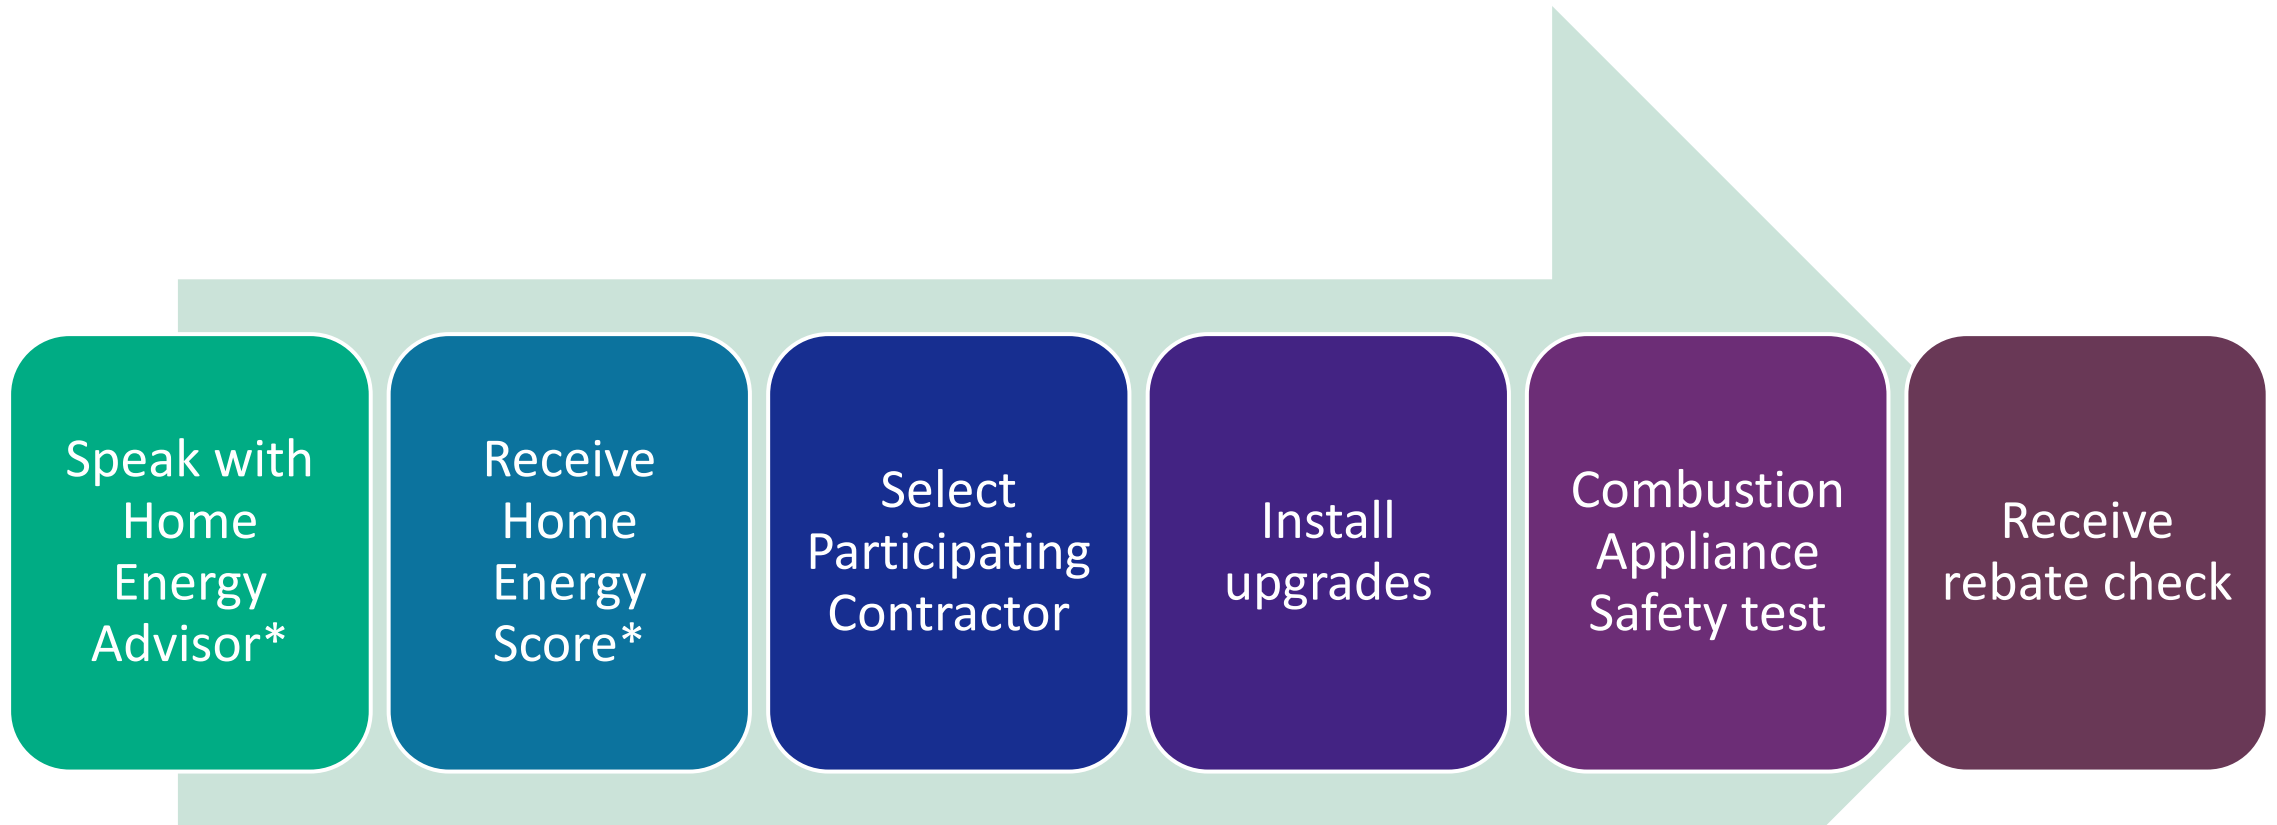 Speak with
Home
Energy
Advisor*
Receive
Home
Energy
Score*
Select
Participating
Contractor
Install
upgrades
Combustion
Appliance
Safety test
Receive
rebate check